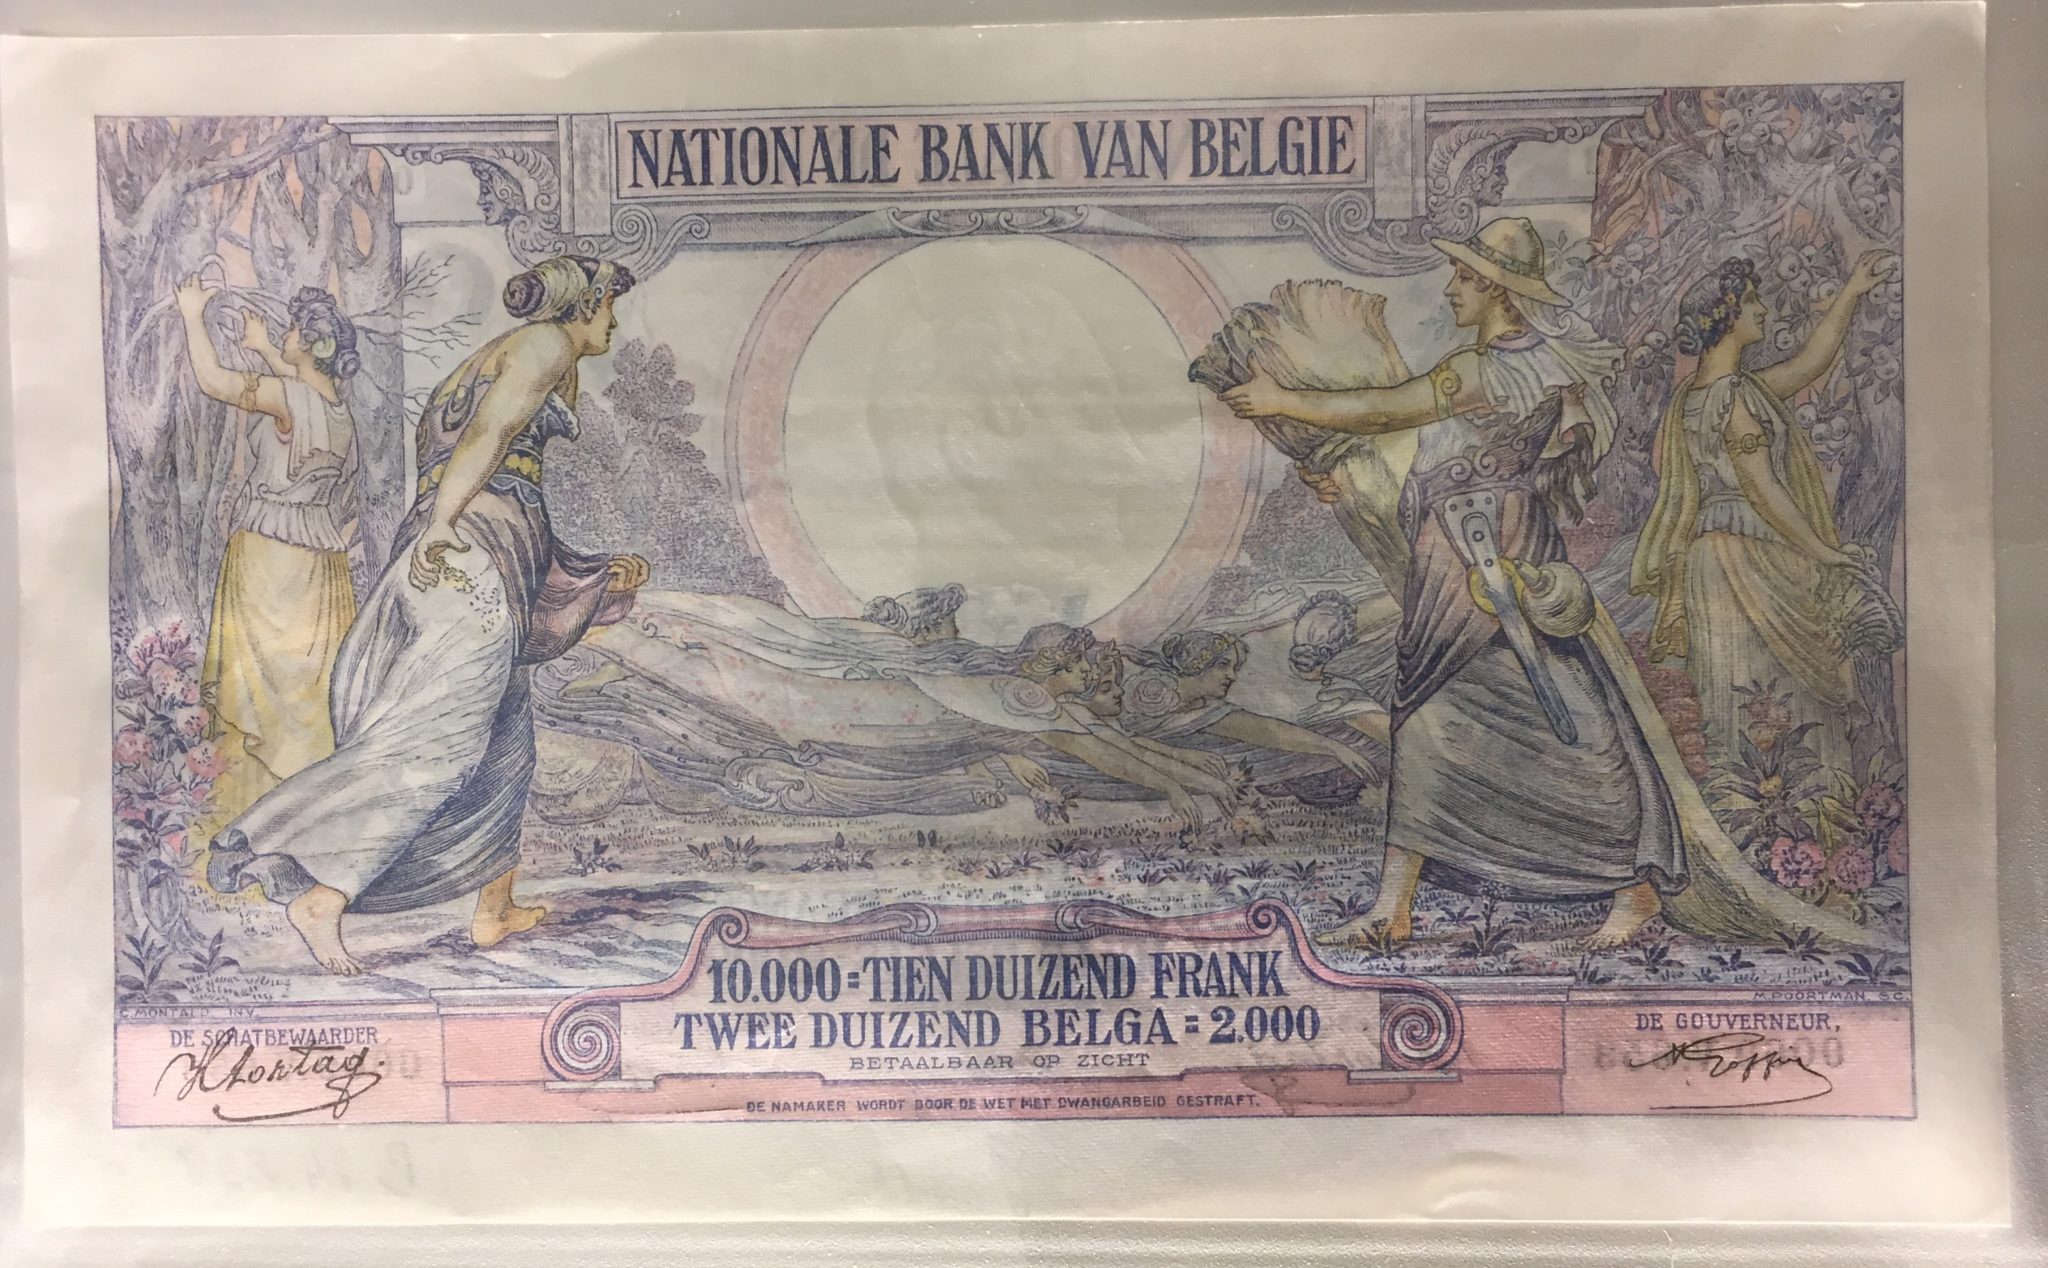 NATIONALE BANK VAN BELGIE
10.000=TIEN DUIZEND FRANK
TWEE DUIZEND BELGA = 2.000
BETAALBAAR OP ZICHT
C. MONTALD. INV.
M. POORTMAN. SC.
DE SCHATBEWAARDER
DE GOUVERNEUR,
DE NAMAKER WORDT DOOR DE WET MET DWANGARBEID GESTRAFT.